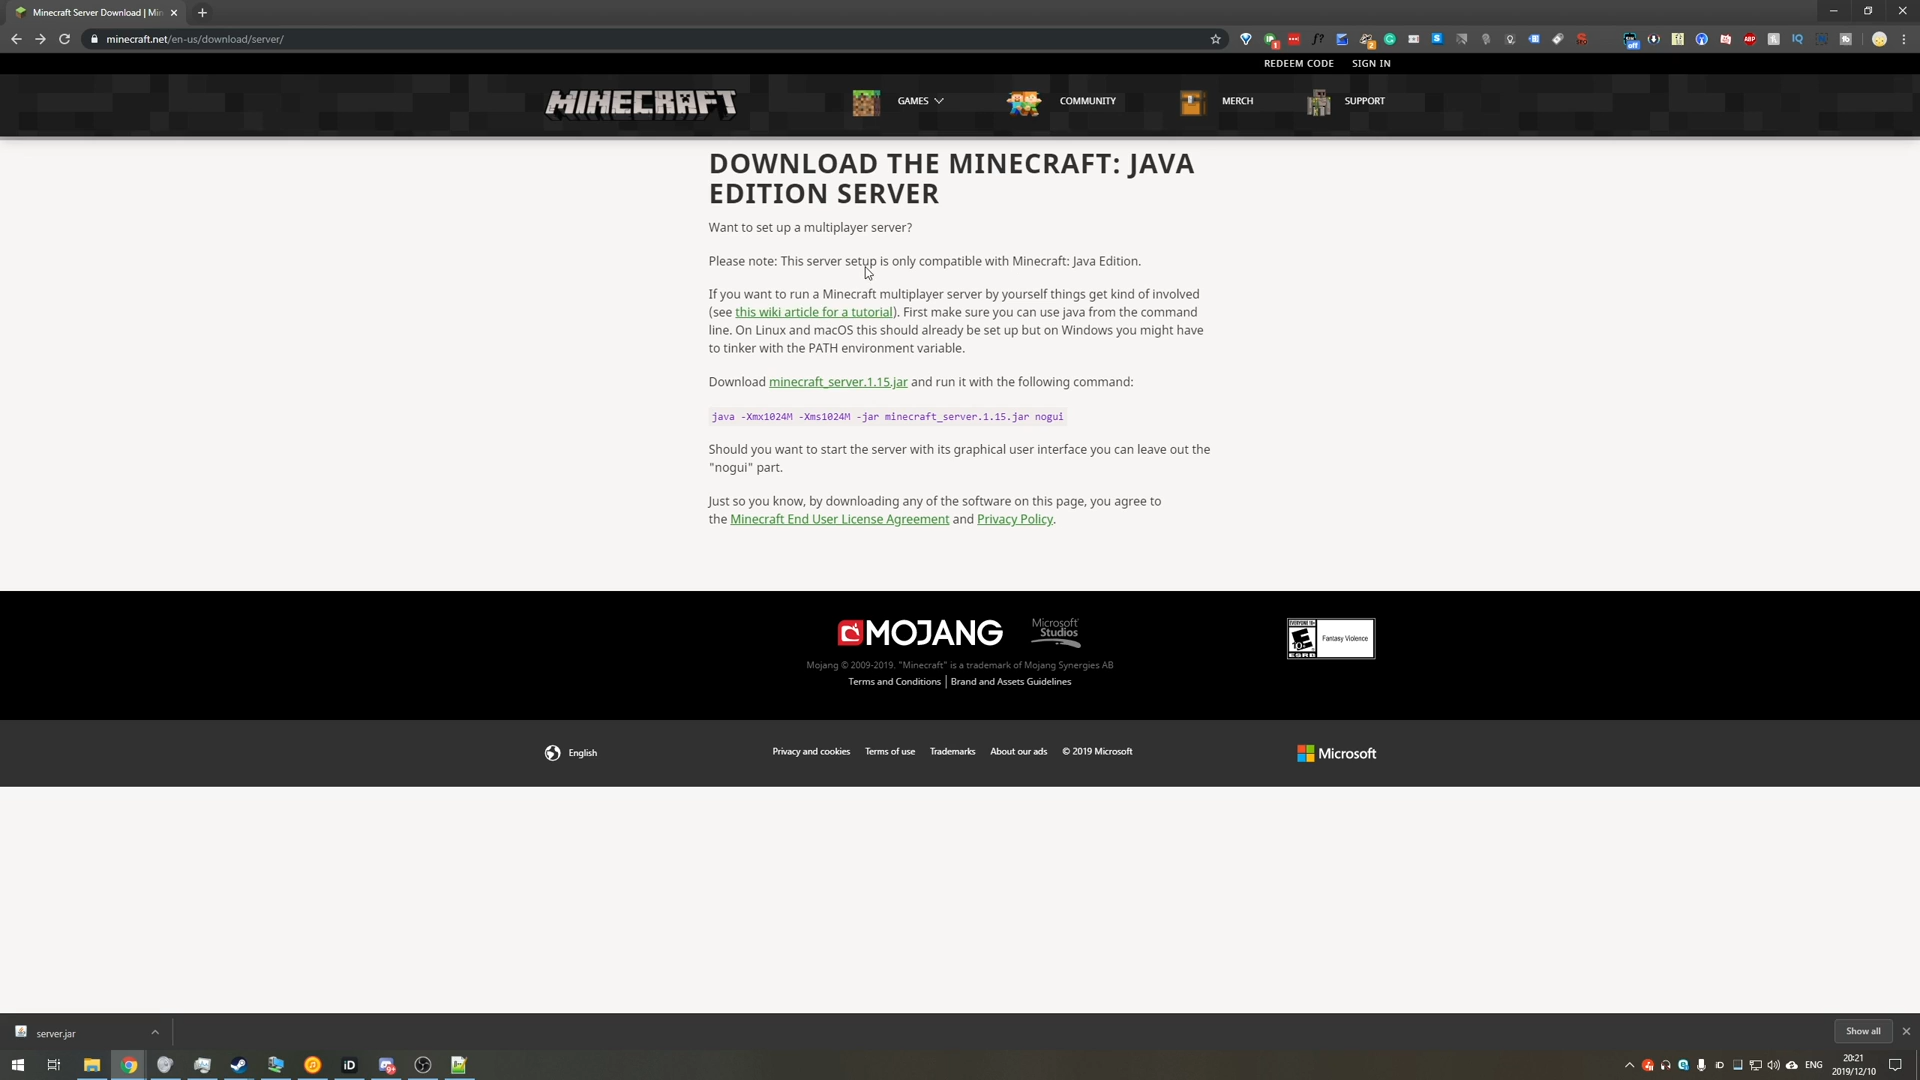 Minecraft Server Download | Min
minecraft.net/en-us/download/server/
REDEEM CODE SIGN IN
MINECRAFT
GAMES COMMUNITY MERCH SUPPORT
DOWNLOAD THE MINECRAFT: JAVA
EDITION SERVER
Want to set up a multiplayer server?
Please note: This server setup is only compatible with Minecraft: Java Edition.
If you want to run a Minecraft multiplayer server by yourself things get kind of involved
(see this wiki article for a tutorial). First make sure you can use java from the command
line. On Linux and macOS this should already be set up but on Windows you might have
to tinker with the PATH environment variable.
Download minecraft_server.1.15.jar and run it with the following command:
java -Xmx1024M -Xms1024M -jar minecraft_server.1.15.jar nogui
Should you want to start the server with its graphical user interface you can leave out the
"nogui" part.
Just so you know, by downloading any of the software on this page, you agree to
the Minecraft End User License Agreement and Privacy Policy.
MOJANG
Microsoft
Studios
EVERYONE 10+
E
10+
ESRB
Fantasy Violence
Mojang © 2009-2019. "Minecraft" is a trademark of Mojang Synergies AB
Terms and Conditions | Brand and Assets Guidelines
English
Privacy and cookies Terms of use Trademarks About our ads © 2019 Microsoft
Microsoft
server.jar
Show all
iD
ENG
20:21
2019/12/10